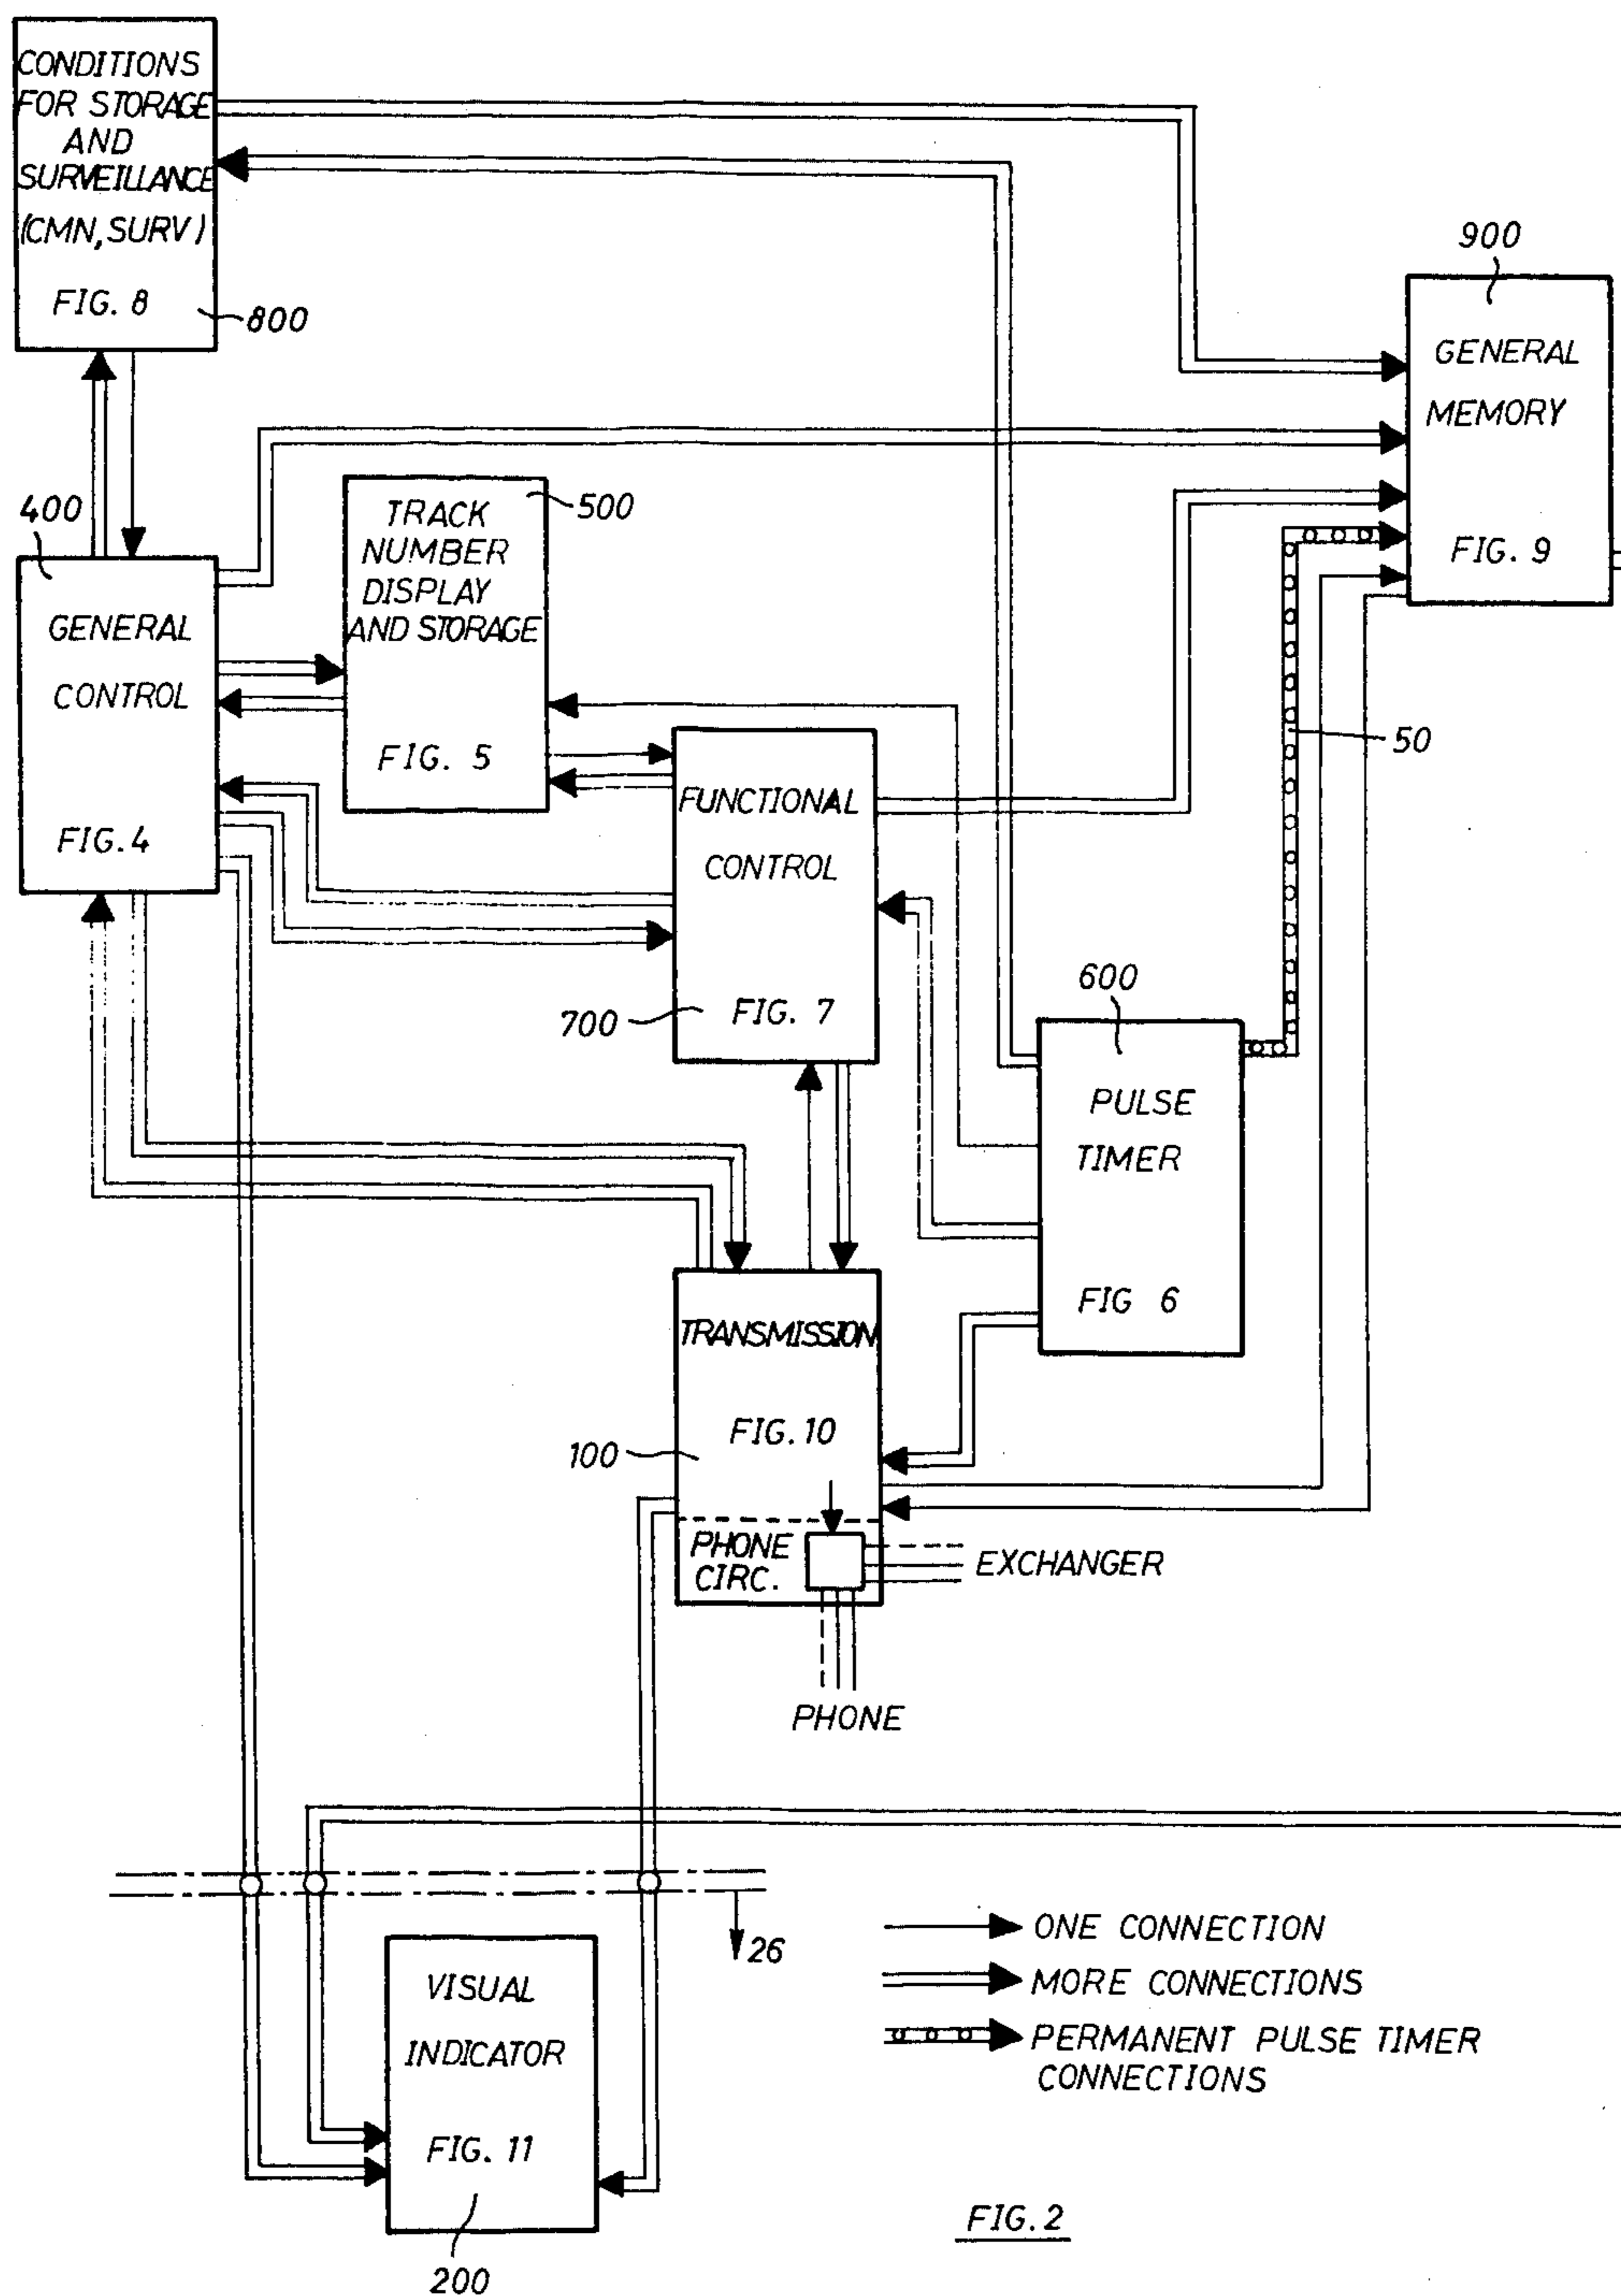 CONDITIONS
FOR STORAGE
AND
SURVEILLANCE
(CMN, SURV)
FIG. 8
800
900
GENERAL
MEMORY
FIG. 9
400
GENERAL
CONTROL
FIG. 4
500
TRACK
NUMBER
DISPLAY
AND STORAGE
FIG. 5
50
FUNCTIONAL
CONTROL
FIG. 7
700
600
PULSE
TIMER
FIG 6
TRANSMISSION
FIG. 10
100
PHONE
CIRC.
EXCHANGER
PHONE
26
ONE CONNECTION
MORE CONNECTIONS
PERMANENT PULSE TIMER
CONNECTIONS
VISUAL
INDICATOR
FIG. 11
200
FIG. 2